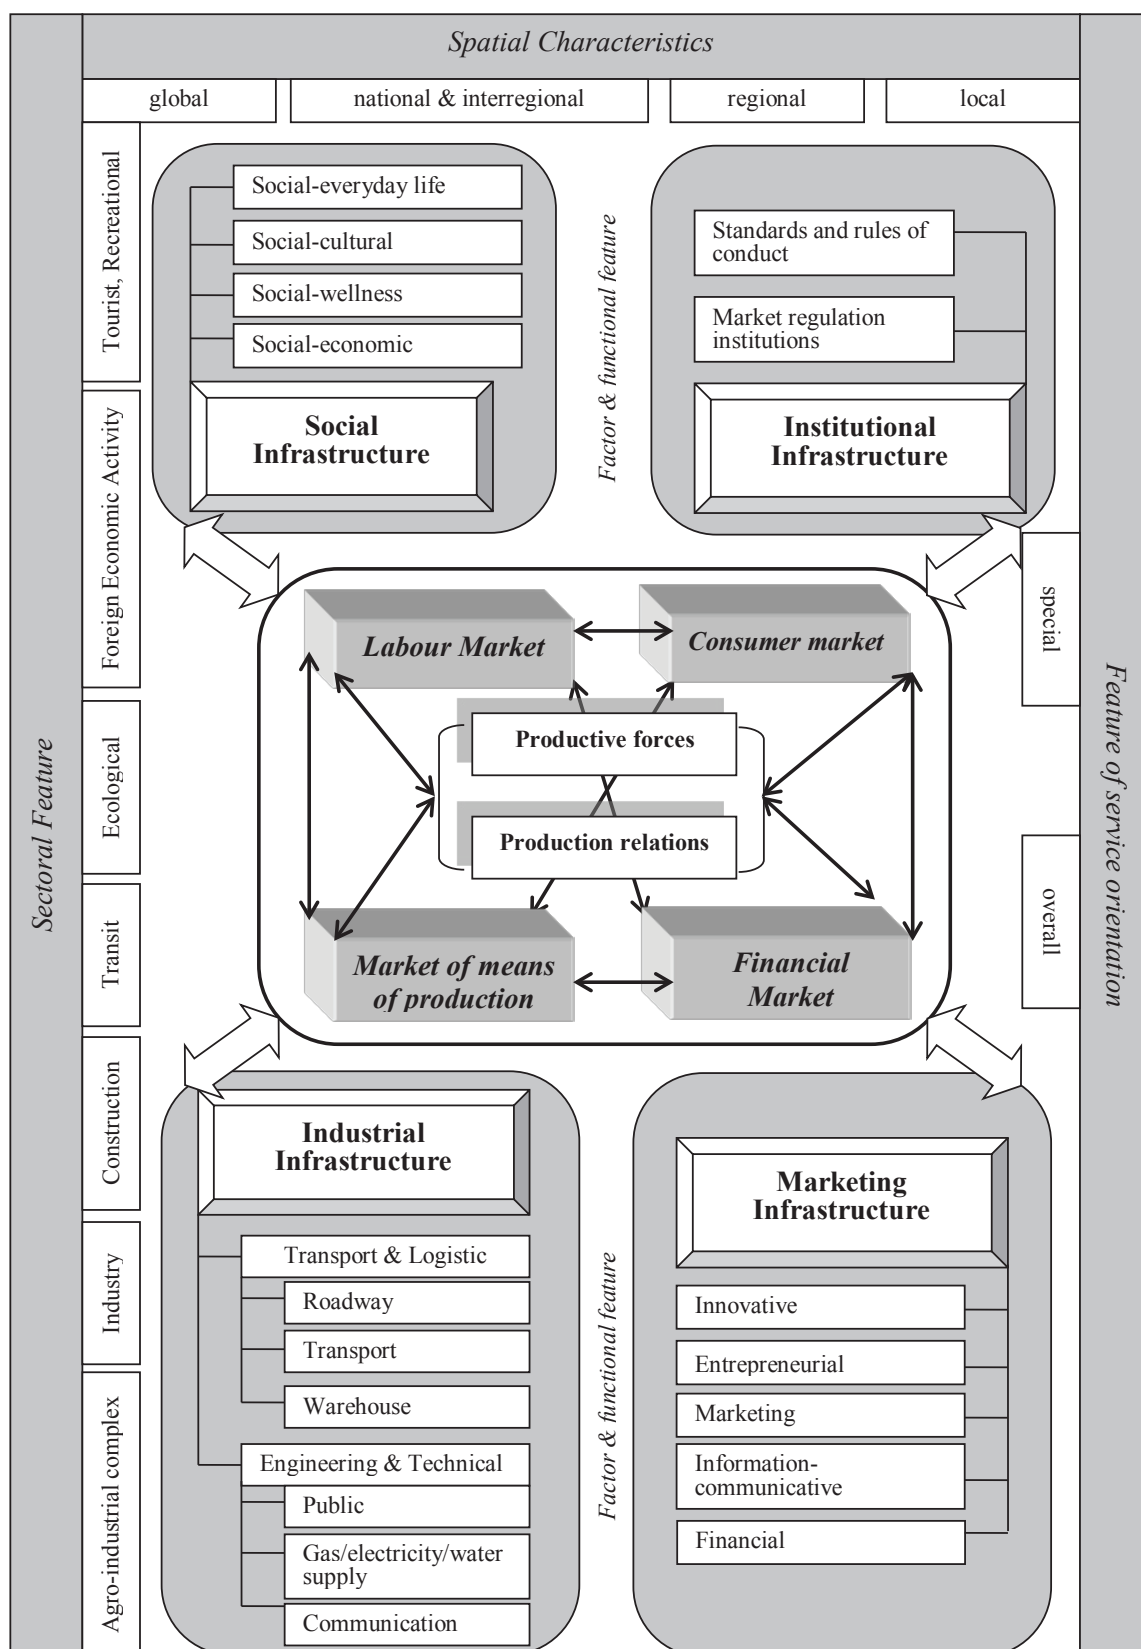 Spatial Characteristics
global
national & interregional
regional
local
Sectoral Feature
Tourist, Recreational
Foreign Economic Activity
Ecological
Transit
Construction
Industry
Agro-industrial complex
Social-everyday life
Social-cultural
Social-wellness
Social-economic
Social
Infrastructure
Factor & functional feature
Standards and rules of
conduct
Market regulation
institutions
Institutional
Infrastructure
Feature of service orientation
special
overall
Labour Market
Consumer market
Productive forces
Production relations
Market of means
of production
Financial
Market
Industrial
Infrastructure
Transport & Logistic
Roadway
Transport
Warehouse
Engineering & Technical
Public
Gas/electricity/water
supply
Communication
Factor & functional feature
Marketing
Infrastructure
Innovative
Entrepreneurial
Marketing
Information-
communicative
Financial